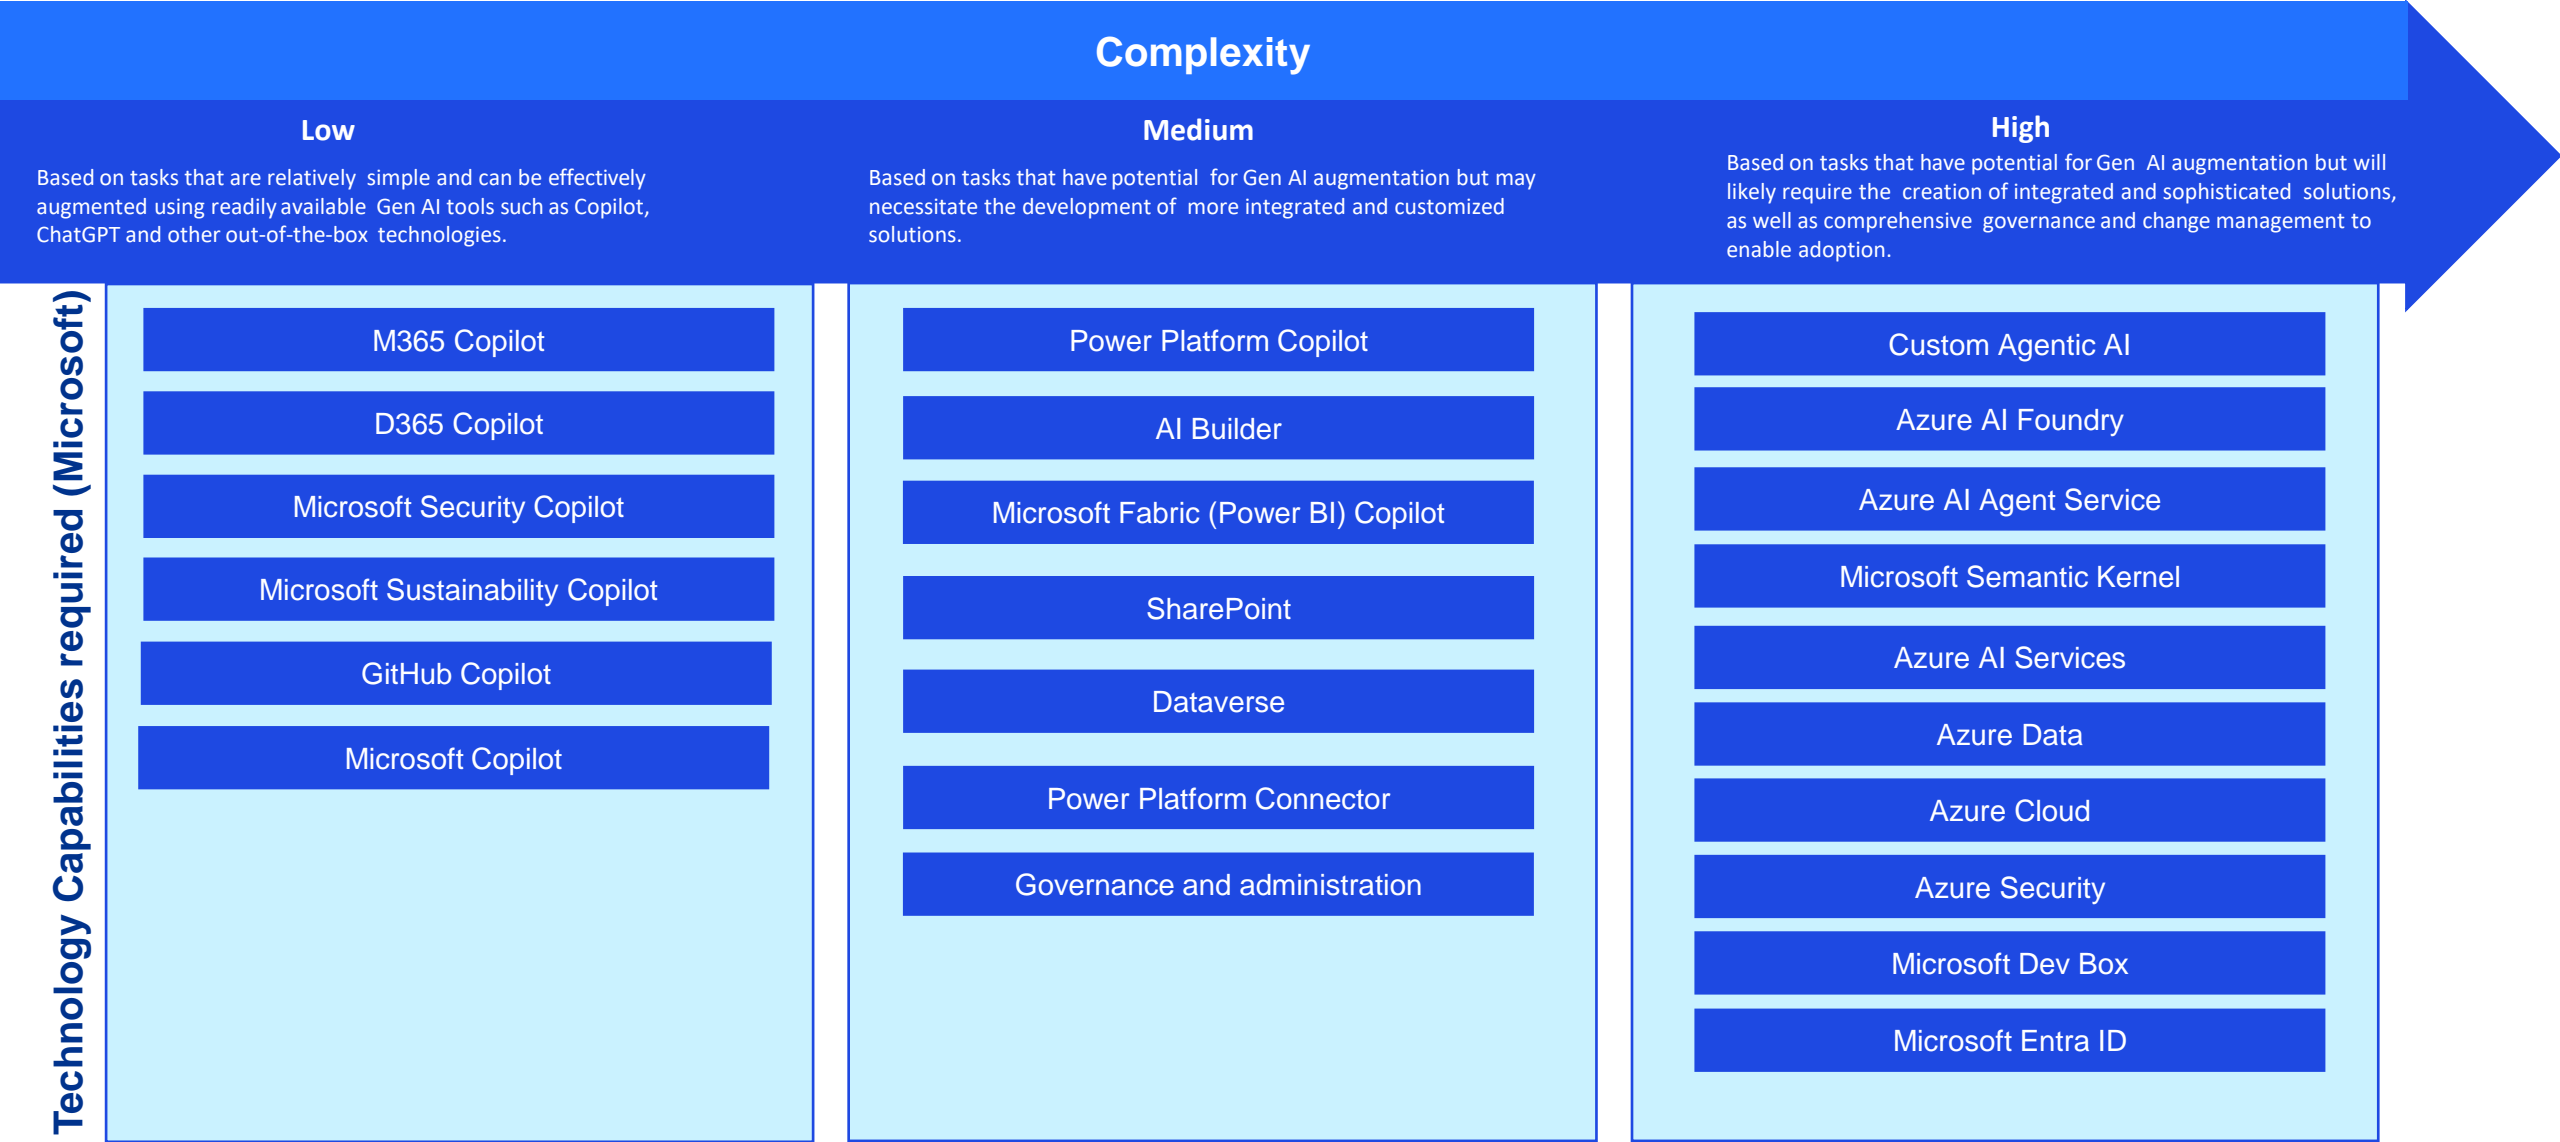 Complexity
Low
Based on tasks that are relatively simple and can be effectively
augmented using readily available Gen AI tools such as Copilot,
ChatGPT and other out-of-the-box technologies.
Medium
Based on tasks that have potential for Gen AI augmentation but may
necessitate the development of more integrated and customized
solutions.
High
Based on tasks that have potential for Gen AI augmentation but will
likely require the creation of integrated and sophisticated solutions,
as well as comprehensive governance and change management to
enable adoption.
Technology Capabilities required (Microsoft)
M365 Copilot
D365 Copilot
Microsoft Security Copilot
Microsoft Sustainability Copilot
GitHub Copilot
Microsoft Copilot
Power Platform Copilot
AI Builder
Microsoft Fabric (Power BI) Copilot
SharePoint
Dataverse
Power Platform Connector
Governance and administration
Custom Agentic AI
Azure AI Foundry
Azure AI Agent Service
Microsoft Semantic Kernel
Azure AI Services
Azure Data
Azure Cloud
Azure Security
Microsoft Dev Box
Microsoft Entra ID